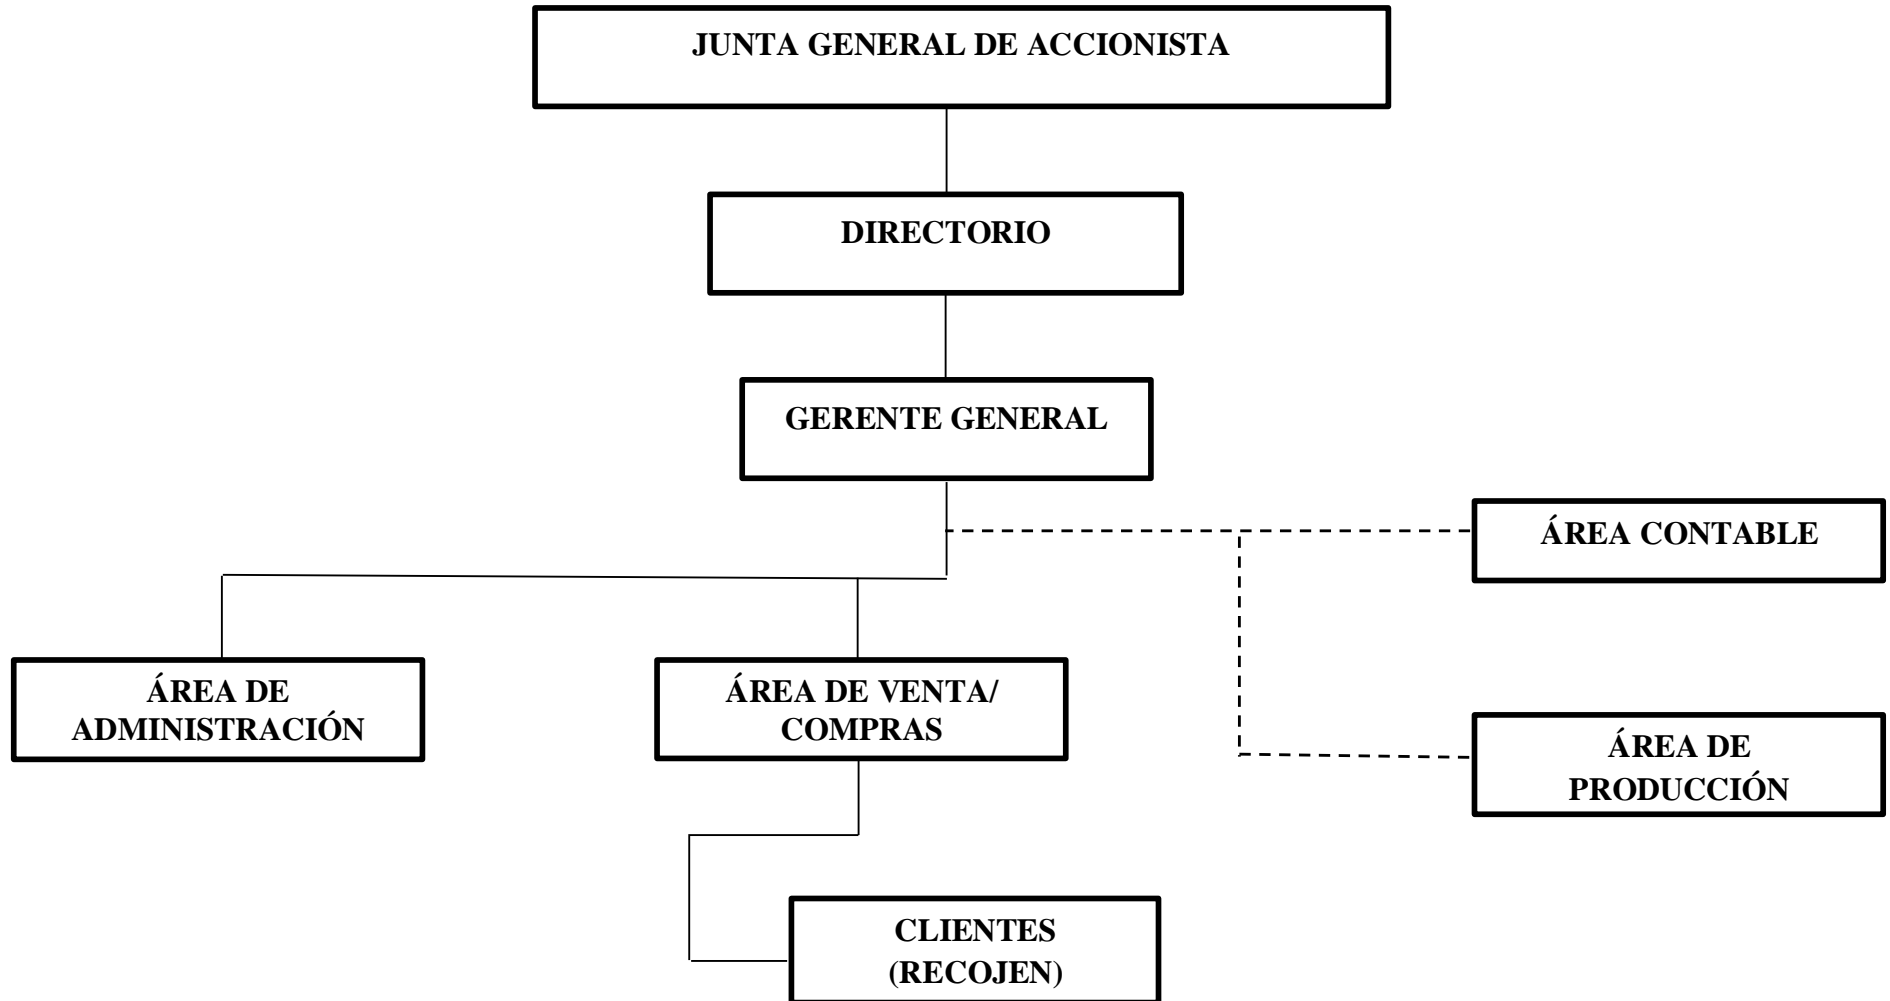 JUNTA GENERAL DE ACCIONISTA
DIRECTORIO
GERENTE GENERAL
ÁREA CONTABLE
ÁREA DE
ADMINISTRACIÓN
ÁREA DE VENTA/
COMPRAS
ÁREA DE
PRODUCCIÓN
CLIENTES
(RECOJEN)